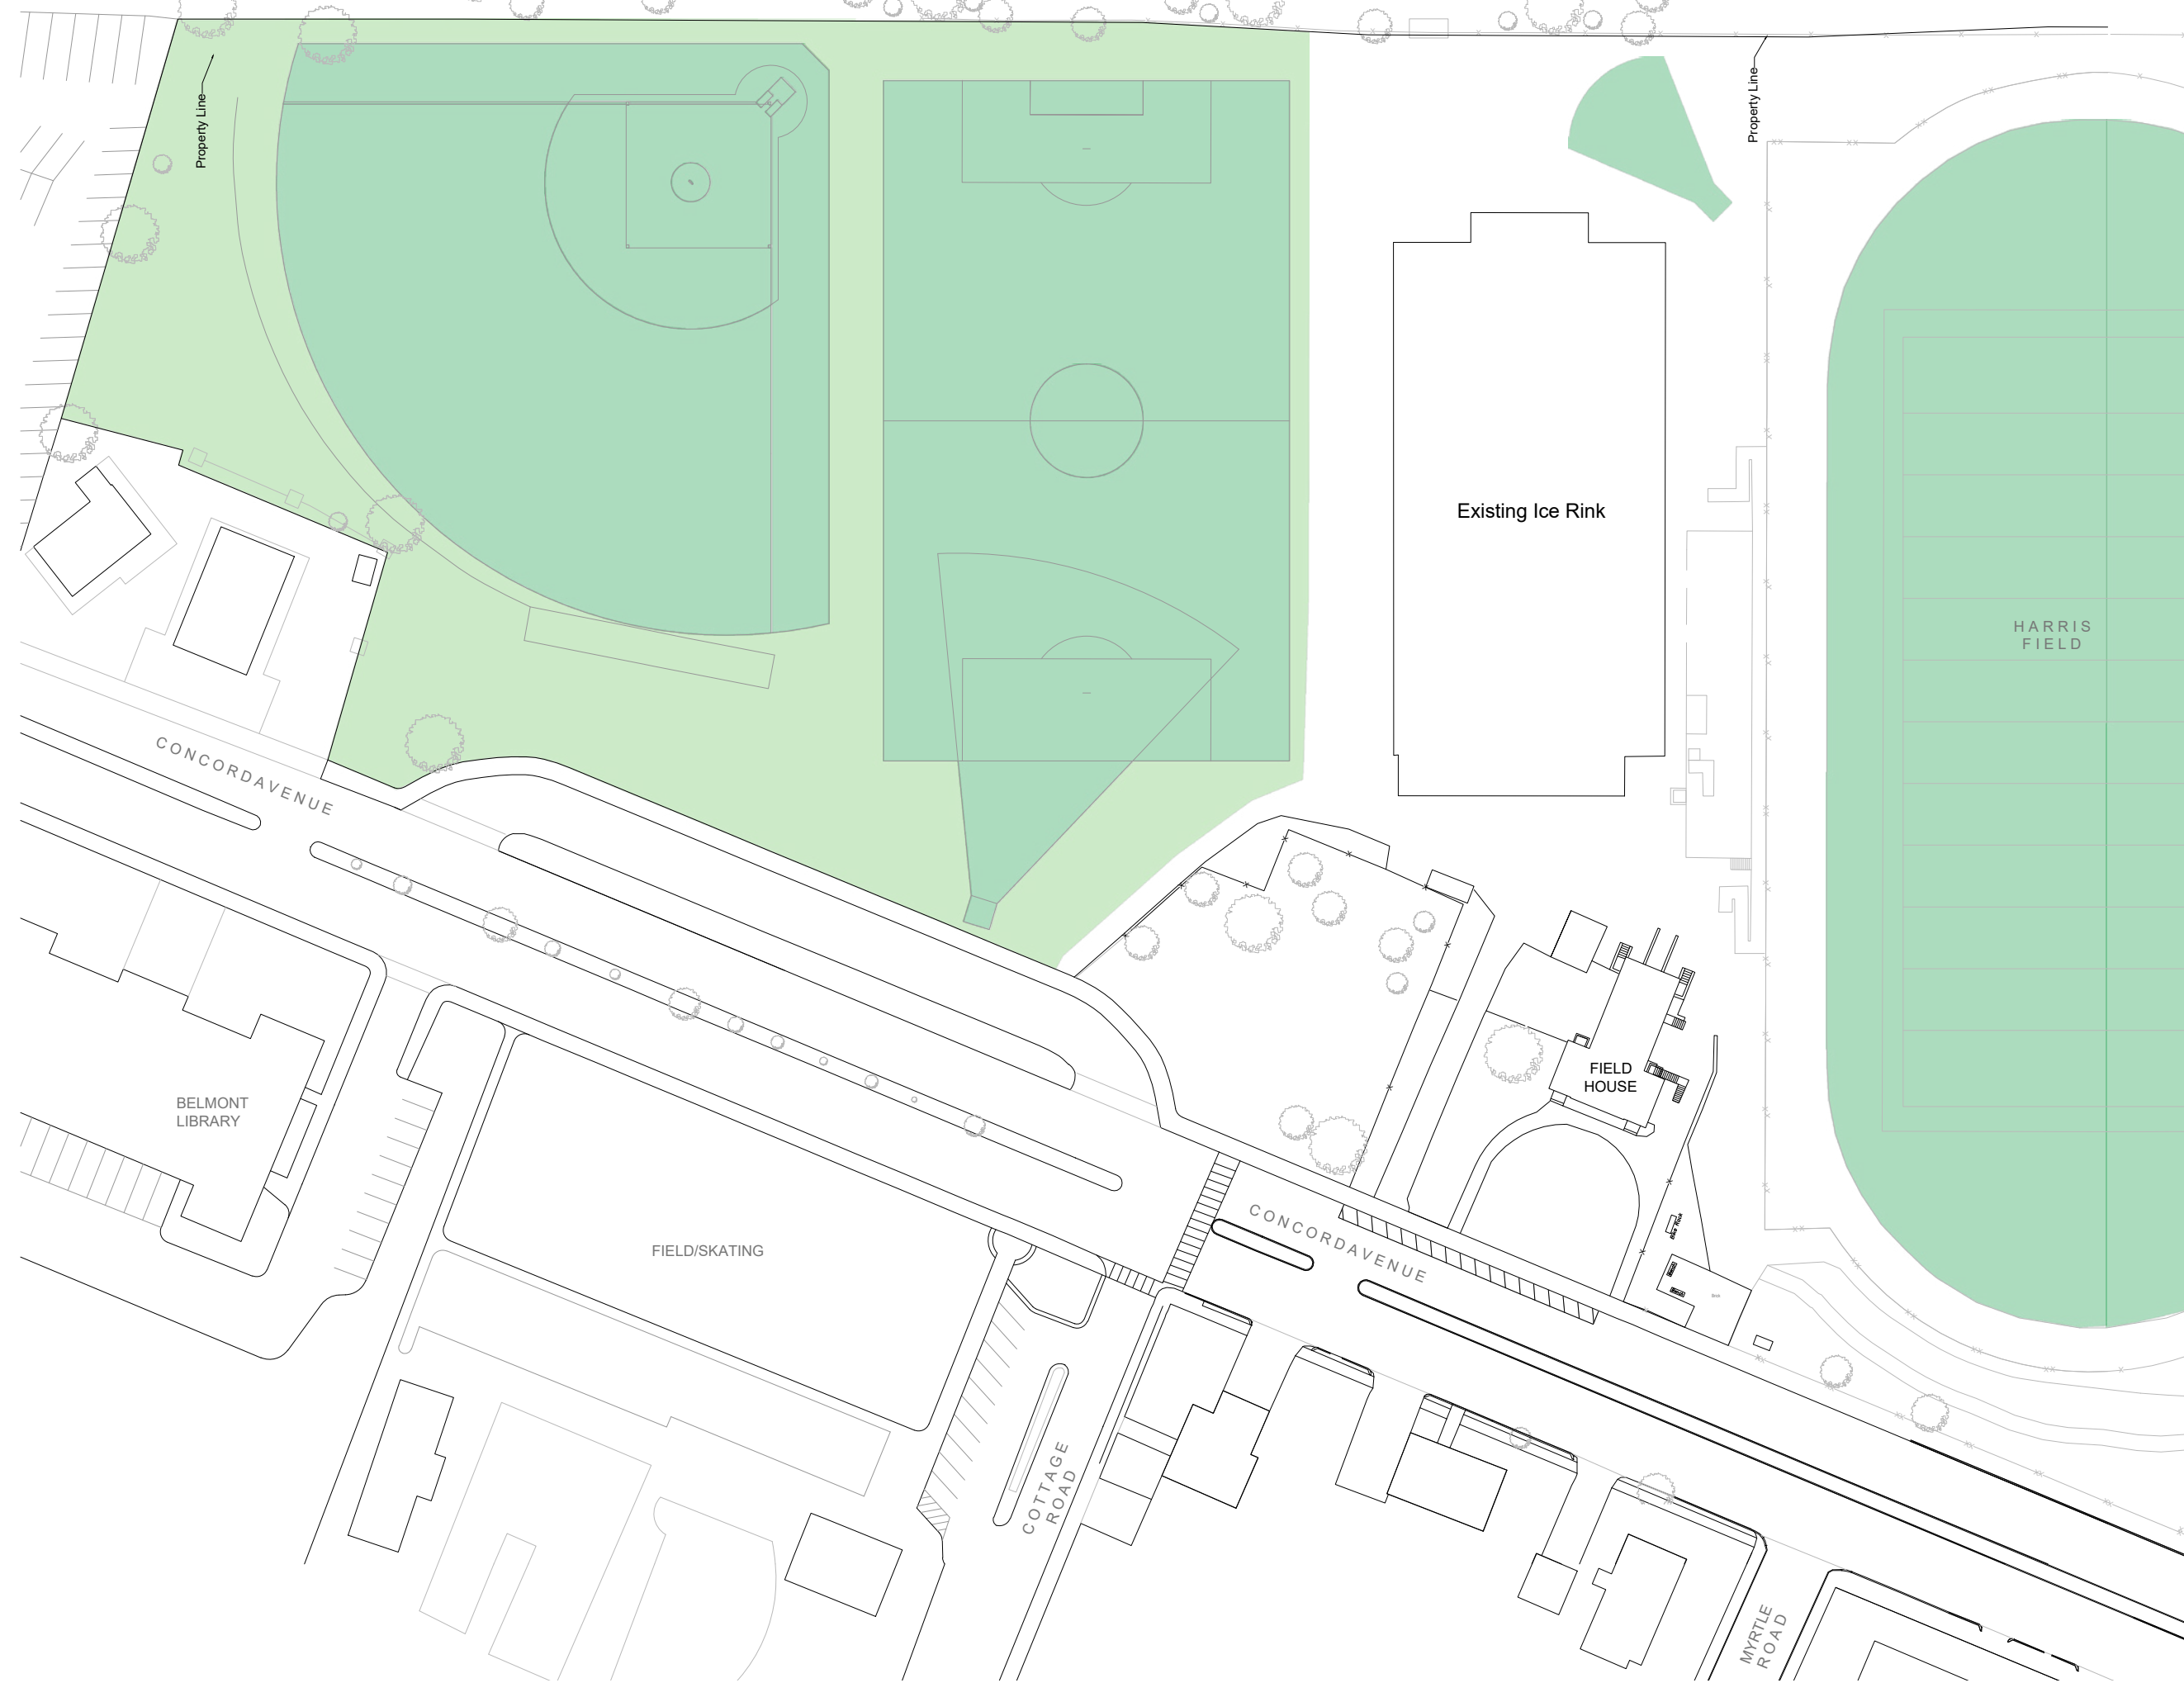 Property Line
Property Line
Existing Ice Rink
HARRIS
FIELD
CONCORDAVENUE
FIELD
HOUSE
BELMONT
LIBRARY
CONCORDAVENUE
FIELD/SKATING
COTTAGE
ROAD
MYRTLE
ROAD